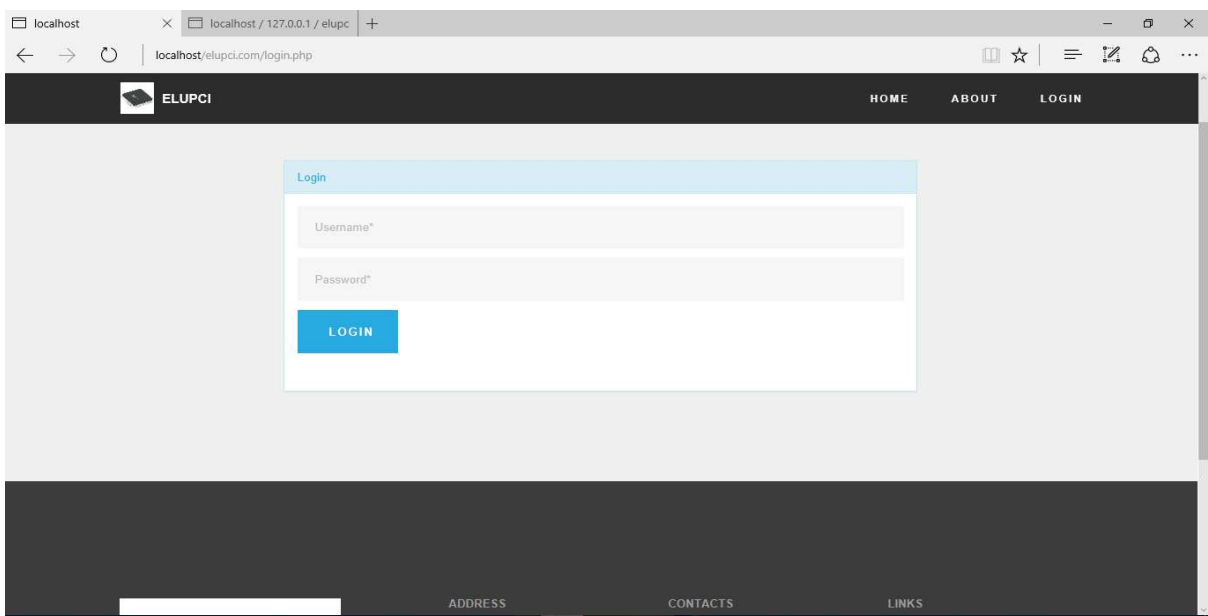 localhost
localhost / 127.0.0.1 / elupc
localhost/elupci.com/login.php
ELUPCI
HOME ABOUT LOGIN
Login
Username*
Password*
LOGIN
ADDRESS CONTACTS LINKS